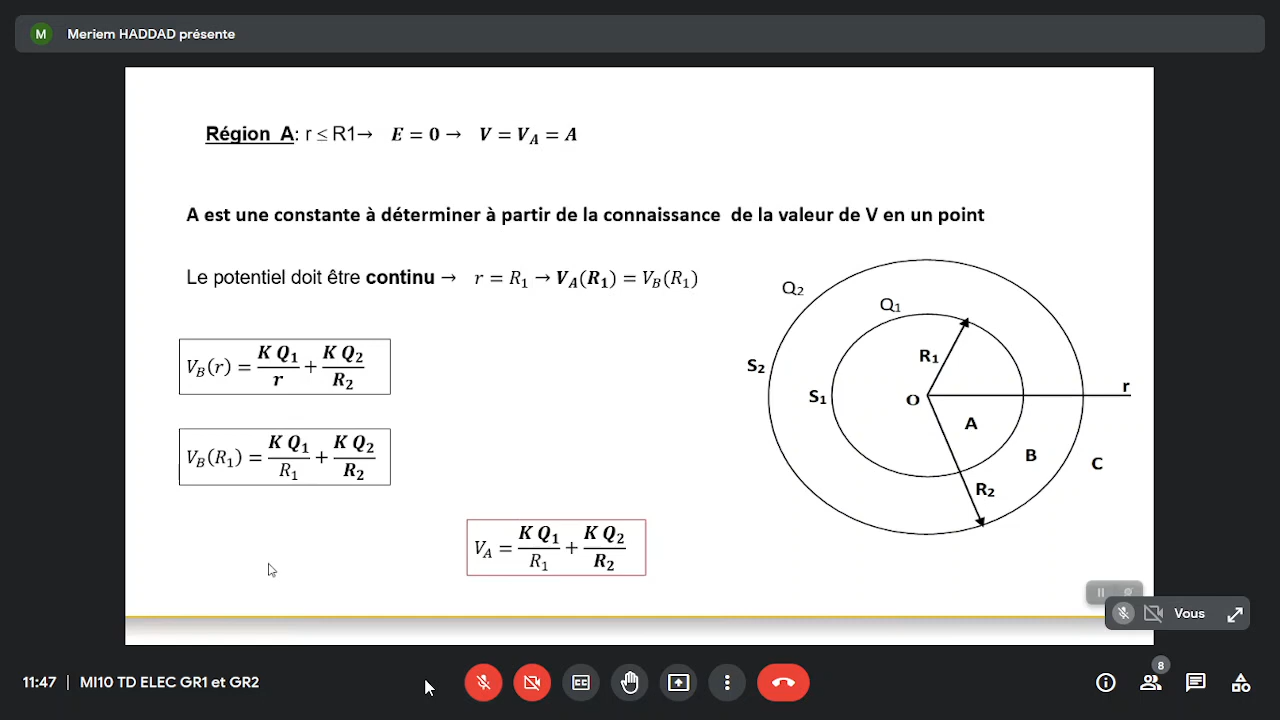 M Meriem HADDAD présente
Région A: r ≤ R1→ E = 0 → V = V_A = A
A est une constante à déterminer à partir de la connaissance de la valeur de V en un point
Le potentiel doit être continu → r = R₁ → V_A(R₁) = V_B(R₁)
V_B(r) = K Q₁ / r + K Q₂ / R₂
V_B(R₁) = K Q₁ / R₁ + K Q₂ / R₂
V_A = K Q₁ / R₁ + K Q₂ / R₂
Q₂
Q₁
R₁
S₂
S₁
O
r
A
B
C
R₂
Vous
11:47 | MI10 TD ELEC GR1 et GR2
CC
8